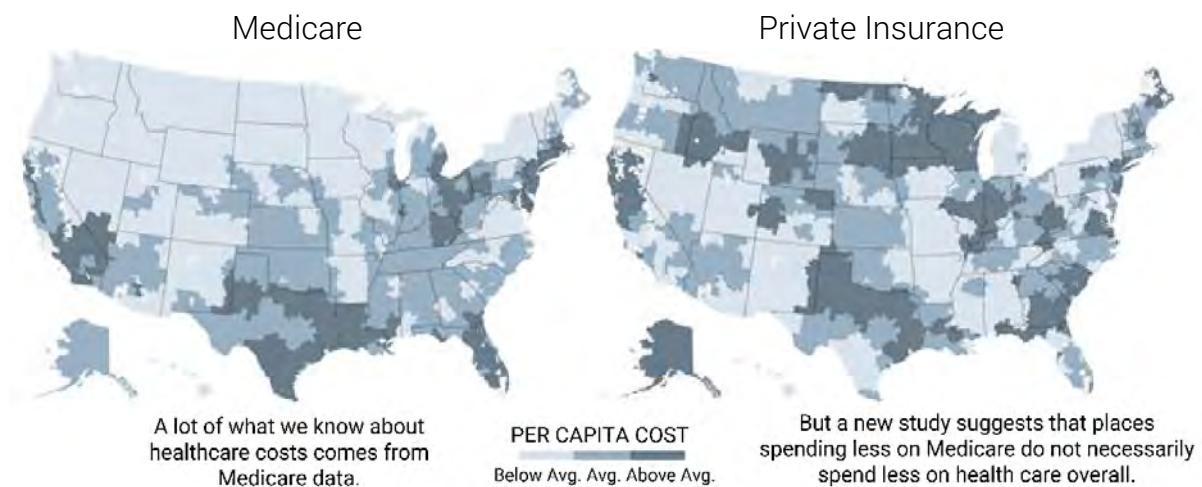 Medicare
Private Insurance
A lot of what we know about
healthcare costs comes from
Medicare data.
PER CAPITA COST
Below Avg. Avg. Above Avg.
But a new study suggests that places
spending less on Medicare do not necessarily
spend less on health care overall.